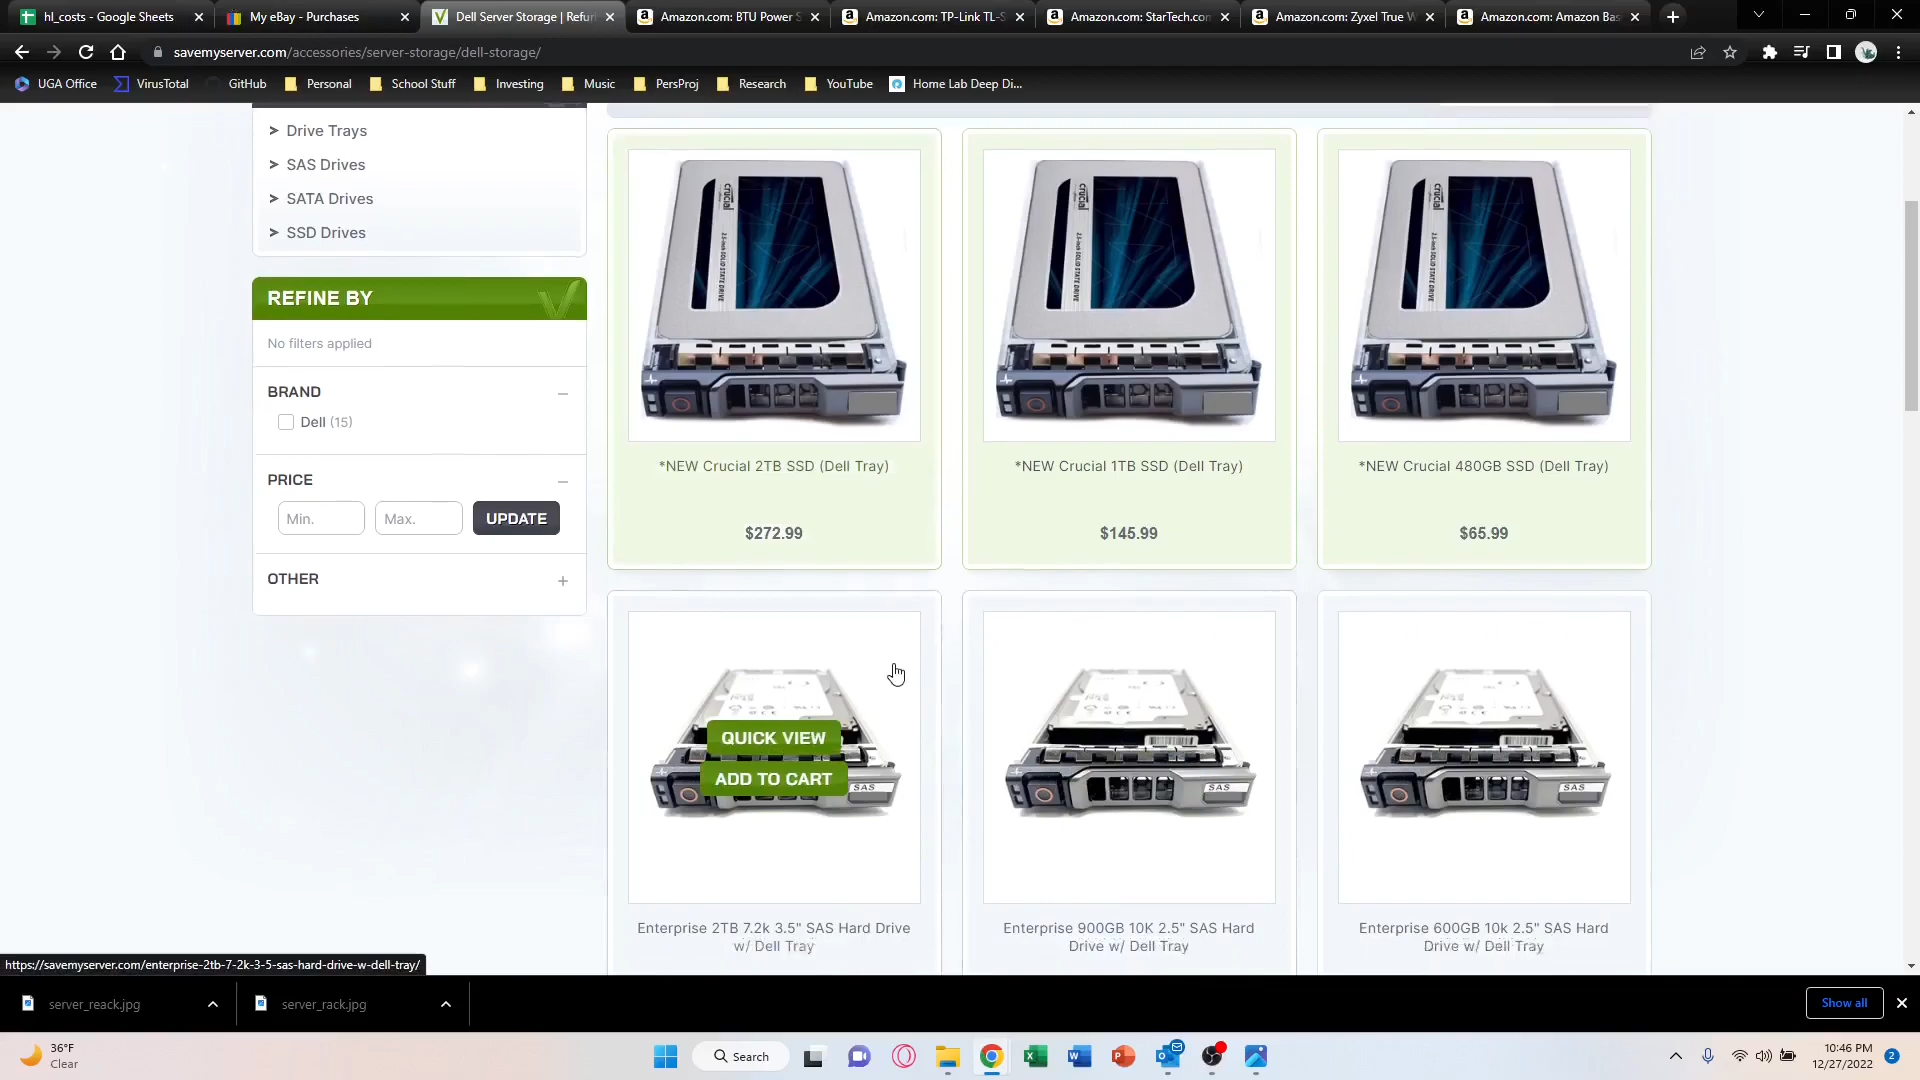 hl_costs - Google Sheets
My eBay - Purchases
Dell Server Storage | Refur
Amazon.com: BTU Power S
Amazon.com: TP-Link TL-S
Amazon.com: StarTech.com
Amazon.com: Zyxel True W
Amazon.com: Amazon Bas
savemyserver.com/accessories/server-storage/dell-storage/
UGA Office
VirusTotal
GitHub
Personal
School Stuff
Investing
Music
PersProj
Research
YouTube
Home Lab Deep Di...
> Drive Trays
> SAS Drives
> SATA Drives
> SSD Drives
REFINE BY
No filters applied
BRAND
Dell (15)
PRICE
Min.
Max.
UPDATE
OTHER
crucial
crucial
crucial
*NEW Crucial 2TB SSD (Dell Tray)
*NEW Crucial 1TB SSD (Dell Tray)
*NEW Crucial 480GB SSD (Dell Tray)
$272.99
$145.99
$65.99
QUICK VIEW
ADD TO CART
SAS
SAS
SAS
Enterprise 2TB 7.2k 3.5" SAS Hard Drive
w/ Dell Tray
Enterprise 900GB 10K 2.5" SAS Hard
Drive w/ Dell Tray
Enterprise 600GB 10k 2.5" SAS Hard
Drive w/ Dell Tray
https://savemyserver.com/enterprise-2tb-7-2k-3-5-sas-hard-drive-w-dell-tray/
server_reack.jpg
server_rack.jpg
Show all
36°F
Clear
Search
10:46 PM
12/27/2022
2